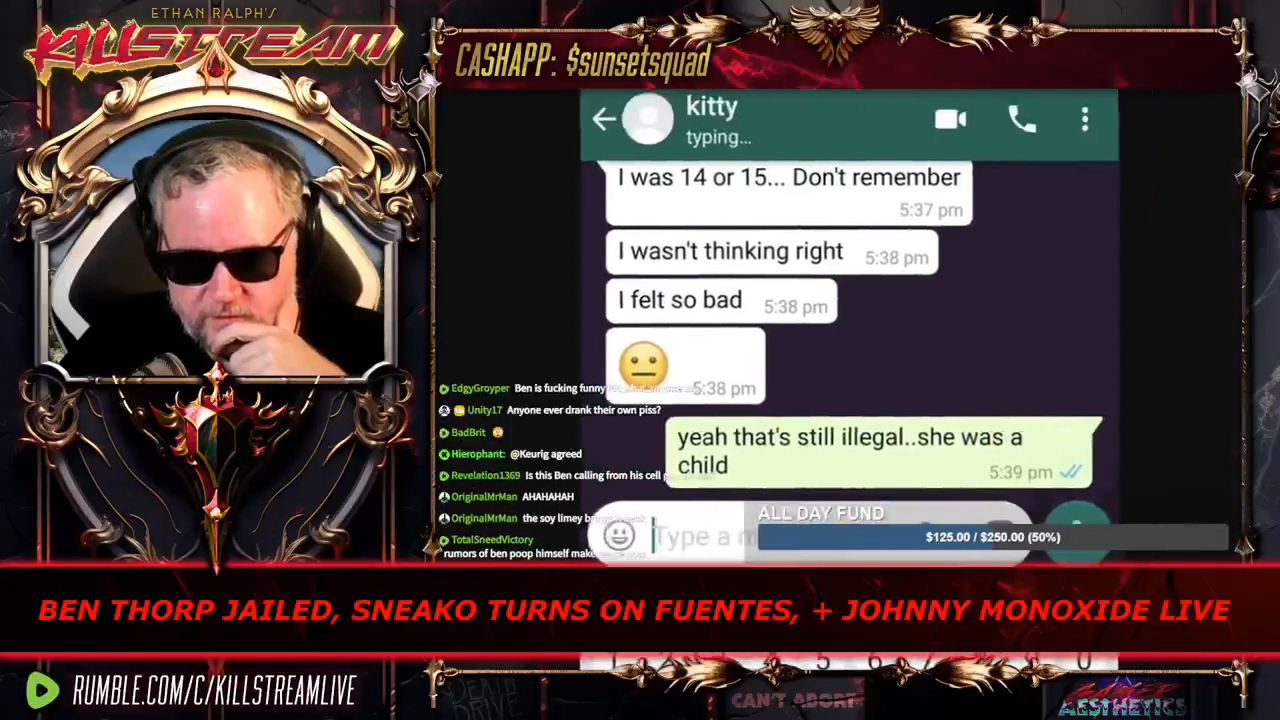 ETHAN RALPH'S
KILLSTREAM
CASHAPP: $sunsetsquad
kitty
typing...
I was 14 or 15... Don't remember
5:37 pm
I wasn't thinking right 5:38 pm
I felt so bad 5:38 pm
5:38 pm
yeah that's still illegal..she was a
child
5:39 pm
EdgyGroyper Ben is fucking funny
Unity17 Anyone ever drank their own piss?
BadBrit
Hierophant: @Keurig agreed
Revelation1369 Is this Ben calling from his cell
OriginalMrMan AHAHAHAH
OriginalMrMan the soy limey
TotalSneedVictory
rumors of ben poop himself
Type a
ALL DAY FUND
$125.00 / $250.00 (50%)
BEN THORP JAILED, SNEAKO TURNS ON FUENTES, + JOHNNY MONOXIDE LIVE
RUMBLE.COM/C/KILLSTREAMLIVE
DEATH
DRIVE
CAN'T ABORT
GAMER
AESTHETICS